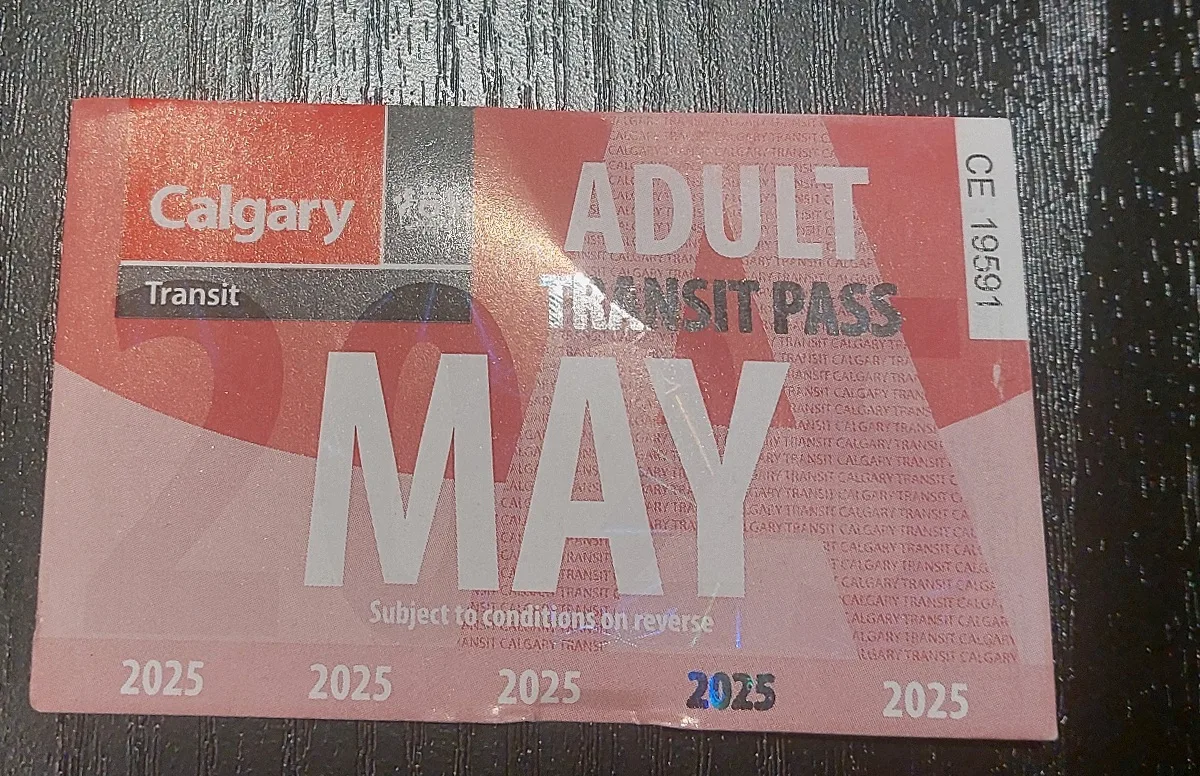 Calgary
Transit
ADULT
TRANSIT PASS
CE 19591
MAY
Subject to conditions on reverse
2025 2025 2025 2025 2025